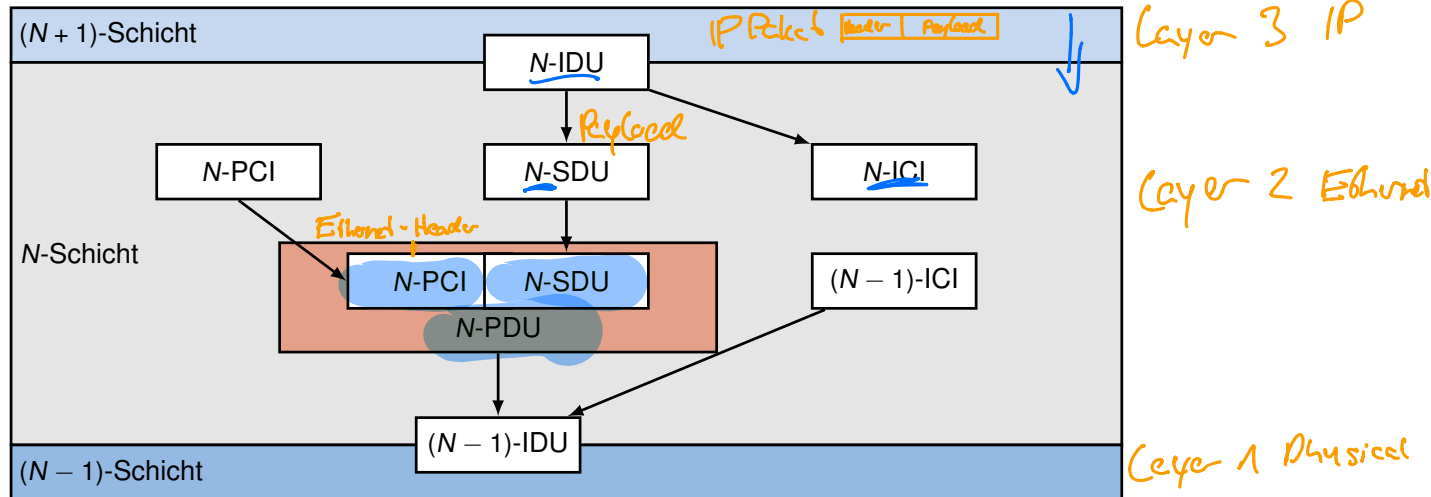 (N + 1)-Schicht
IP Paket Header Payload
Layer 3 IP
N-IDU
Payload
N-PCI
N-SDU
N-ICI
Layer 2 Ethernet
Ethernet-Header
N-Schicht
N-PCI
N-SDU
(N − 1)-ICI
N-PDU
(N − 1)-IDU
(N − 1)-Schicht
Layer 1 Physical